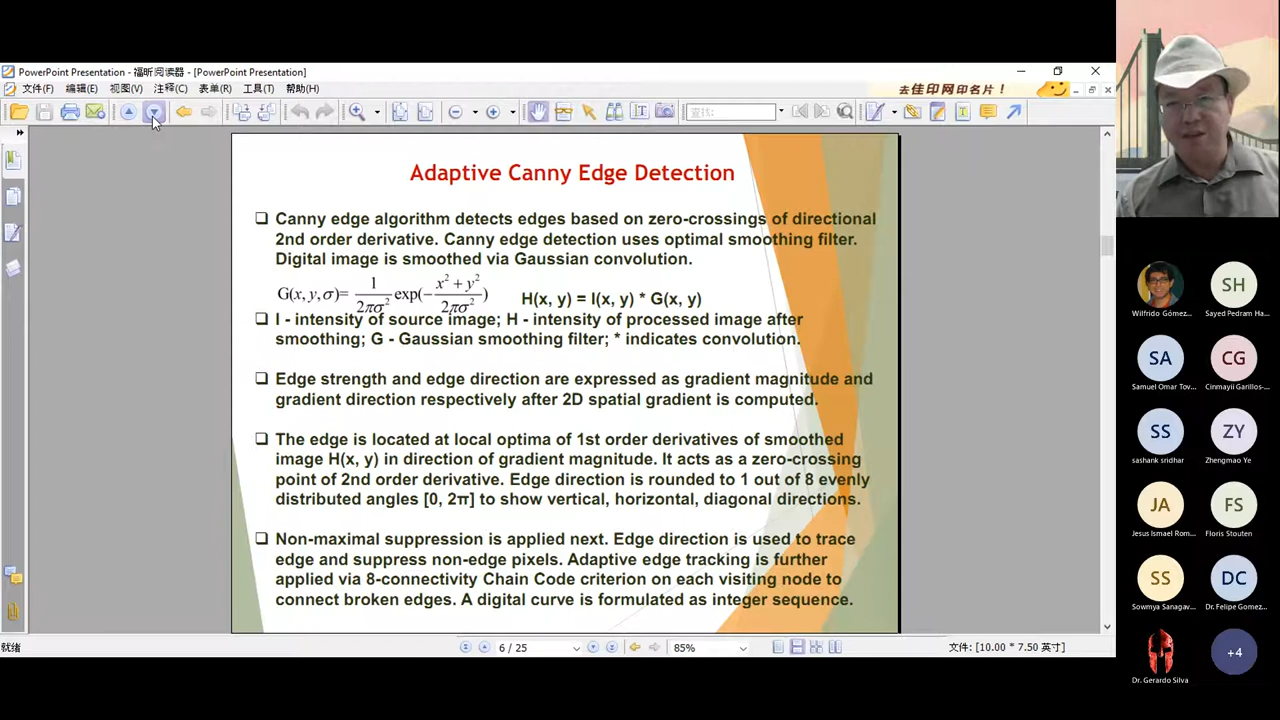 PowerPoint Presentation - 福昕阅读器 - [PowerPoint Presentation]
文件(F) 编辑(E) 视图(V) 注释(C) 表单(R) 工具(T) 帮助(H)
去佳印网印名片！
查找:
Adaptive Canny Edge Detection
❑ Canny edge algorithm detects edges based on zero-crossings of directional
2nd order derivative. Canny edge detection uses optimal smoothing filter.
Digital image is smoothed via Gaussian convolution.
G(x, y, σ)= 1/2πσ² exp(−x² + y²/2πσ²) H(x, y) = I(x, y) * G(x, y)
❑ I - intensity of source image; H - intensity of processed image after
smoothing; G - Gaussian smoothing filter; * indicates convolution.
❑ Edge strength and edge direction are expressed as gradient magnitude and
gradient direction respectively after 2D spatial gradient is computed.
❑ The edge is located at local optima of 1st order derivatives of smoothed
image H(x, y) in direction of gradient magnitude. It acts as a zero-crossing
point of 2nd order derivative. Edge direction is rounded to 1 out of 8 evenly
distributed angles [0, 2π] to show vertical, horizontal, diagonal directions.
❑ Non-maximal suppression is applied next. Edge direction is used to trace
edge and suppress non-edge pixels. Adaptive edge tracking is further
applied via 8-connectivity Chain Code criterion on each visiting node to
connect broken edges. A digital curve is formulated as integer sequence.
就绪
6 / 25
85%
文件: [10.00 * 7.50 英寸]
Wilfrido Gómez...
SH
Sayed Pedram Ha...
SA
Samuel Omar Tov...
CG
Cinmayii Garillos-...
SS
sashank sridhar
ZY
Zhengmao Ye
JA
Jesus Ismael Rom...
FS
Floris Stouten
SS
Sowmya Sanagav...
DC
Dr. Felipe Gomez...
Dr. Gerardo Silva
+4